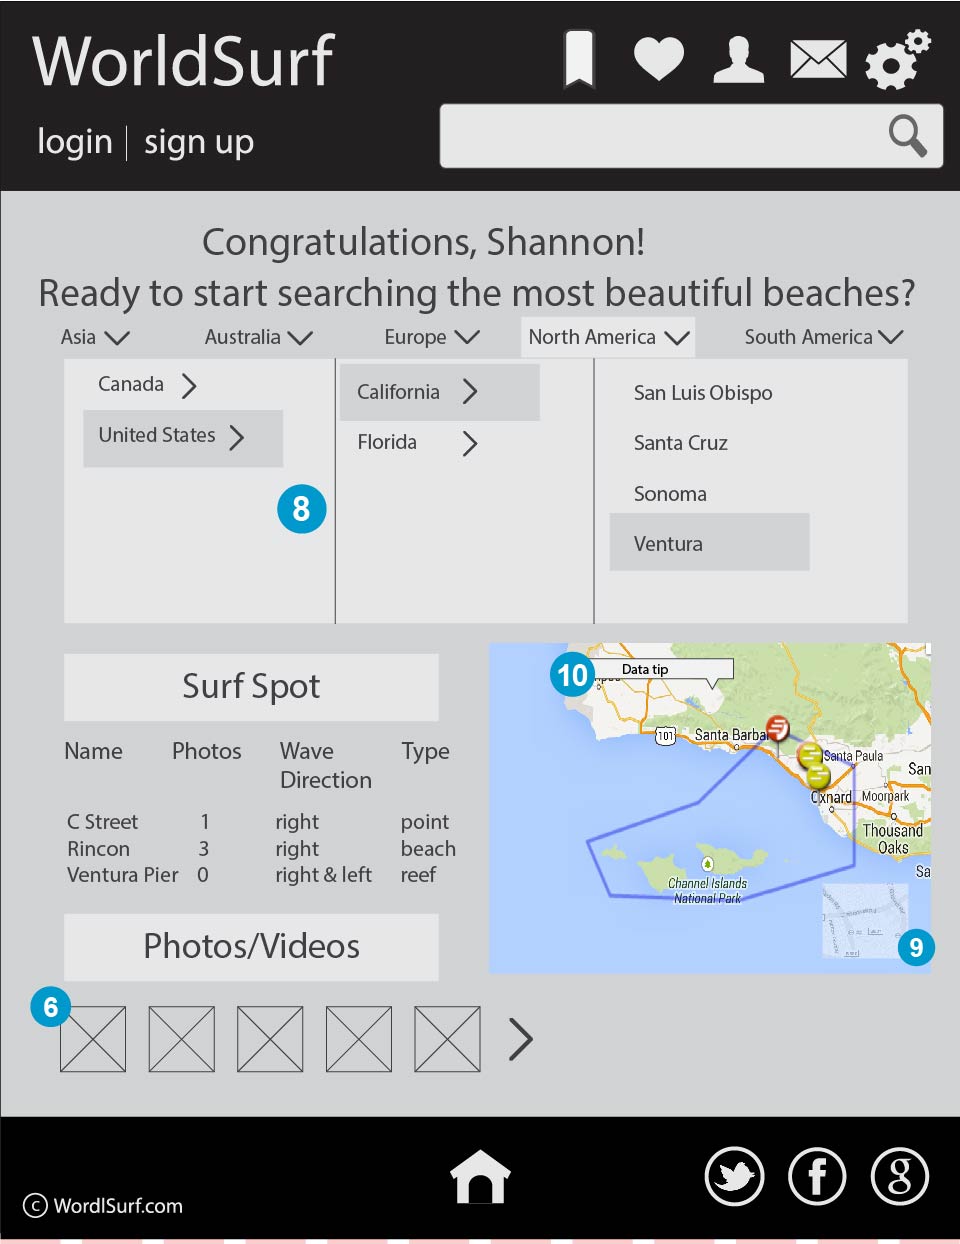 WorldSurf
login | sign up
Congratulations, Shannon!
Ready to start searching the most beautiful beaches?
Asia
Australia
Europe
North America
South America
Canada
United States
8
California
Florida
San Luis Obispo
Santa Cruz
Sonoma
Ventura
Surf Spot
Name Photos Wave Direction Type
C Street 1 right point
Rincon 3 right beach
Ventura Pier 0 right & left reef
10
Data tip
101
Santa Barba
Santa Paula
San
Oxnard
Moorpark
Thousand
Oaks
Sa
Channel Islands
National Park
9
Photos/Videos
6
© WordlSurf.com
f
g